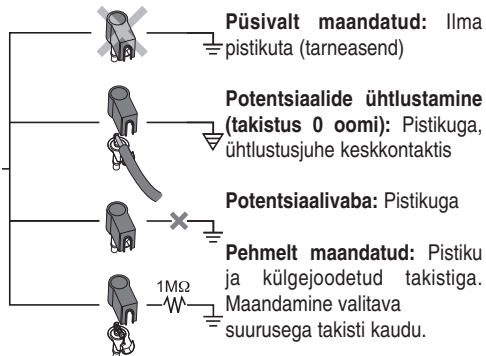 Püsivalt maandatud: Ilma
pistikuta (tarneasend)
Potentsiaalide ühtlustamine
(takistus 0 oomi): Pistikuga,
ühtlustusjuhe keskkontaktis
Potentsiaalivaba: Pistikuga
Pehmelt maandatud: Pistiku
ja külgejoodetud takistiga.
1MΩ
Maandamine valitava
suurusega takisti kaudu.